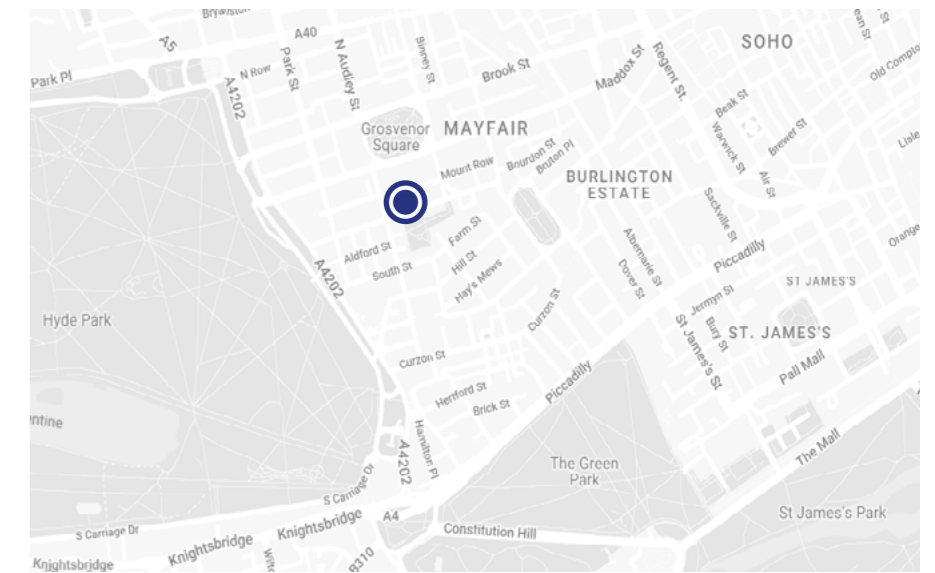 A5
A40
SOHO
Park Pl
N Row
Park St
N Audley St
Binney St
Brook St
Maddox St
Regent St.
A4202
Beak St
Grosvenor
Square
MAYFAIR
Mount Row
Bourdon St
Bruton Pl
Warwick St
Brewer St
BURLINGTON
ESTATE
Air St
Sackville St
Aldford St
South St
Farm St
Hill St
Hay's Mews
Albemarle St
Dover St
Piccadilly
A4202
ST JAMES'S
Hyde Park
Curzon St
Jermyn St
Bury St
St James's St
ST. JAMES'S
Curzon St
Pall Mall
Hertford St
Piccadilly
Brick St
Hamilton Pl
A4202
The Mall
The Green
Park
S Carriage Dr
St James's Park
A4
S Carriage Dr
Knightsbridge
Constitution Hill
Knightsbridge
Knightsbridge
B310